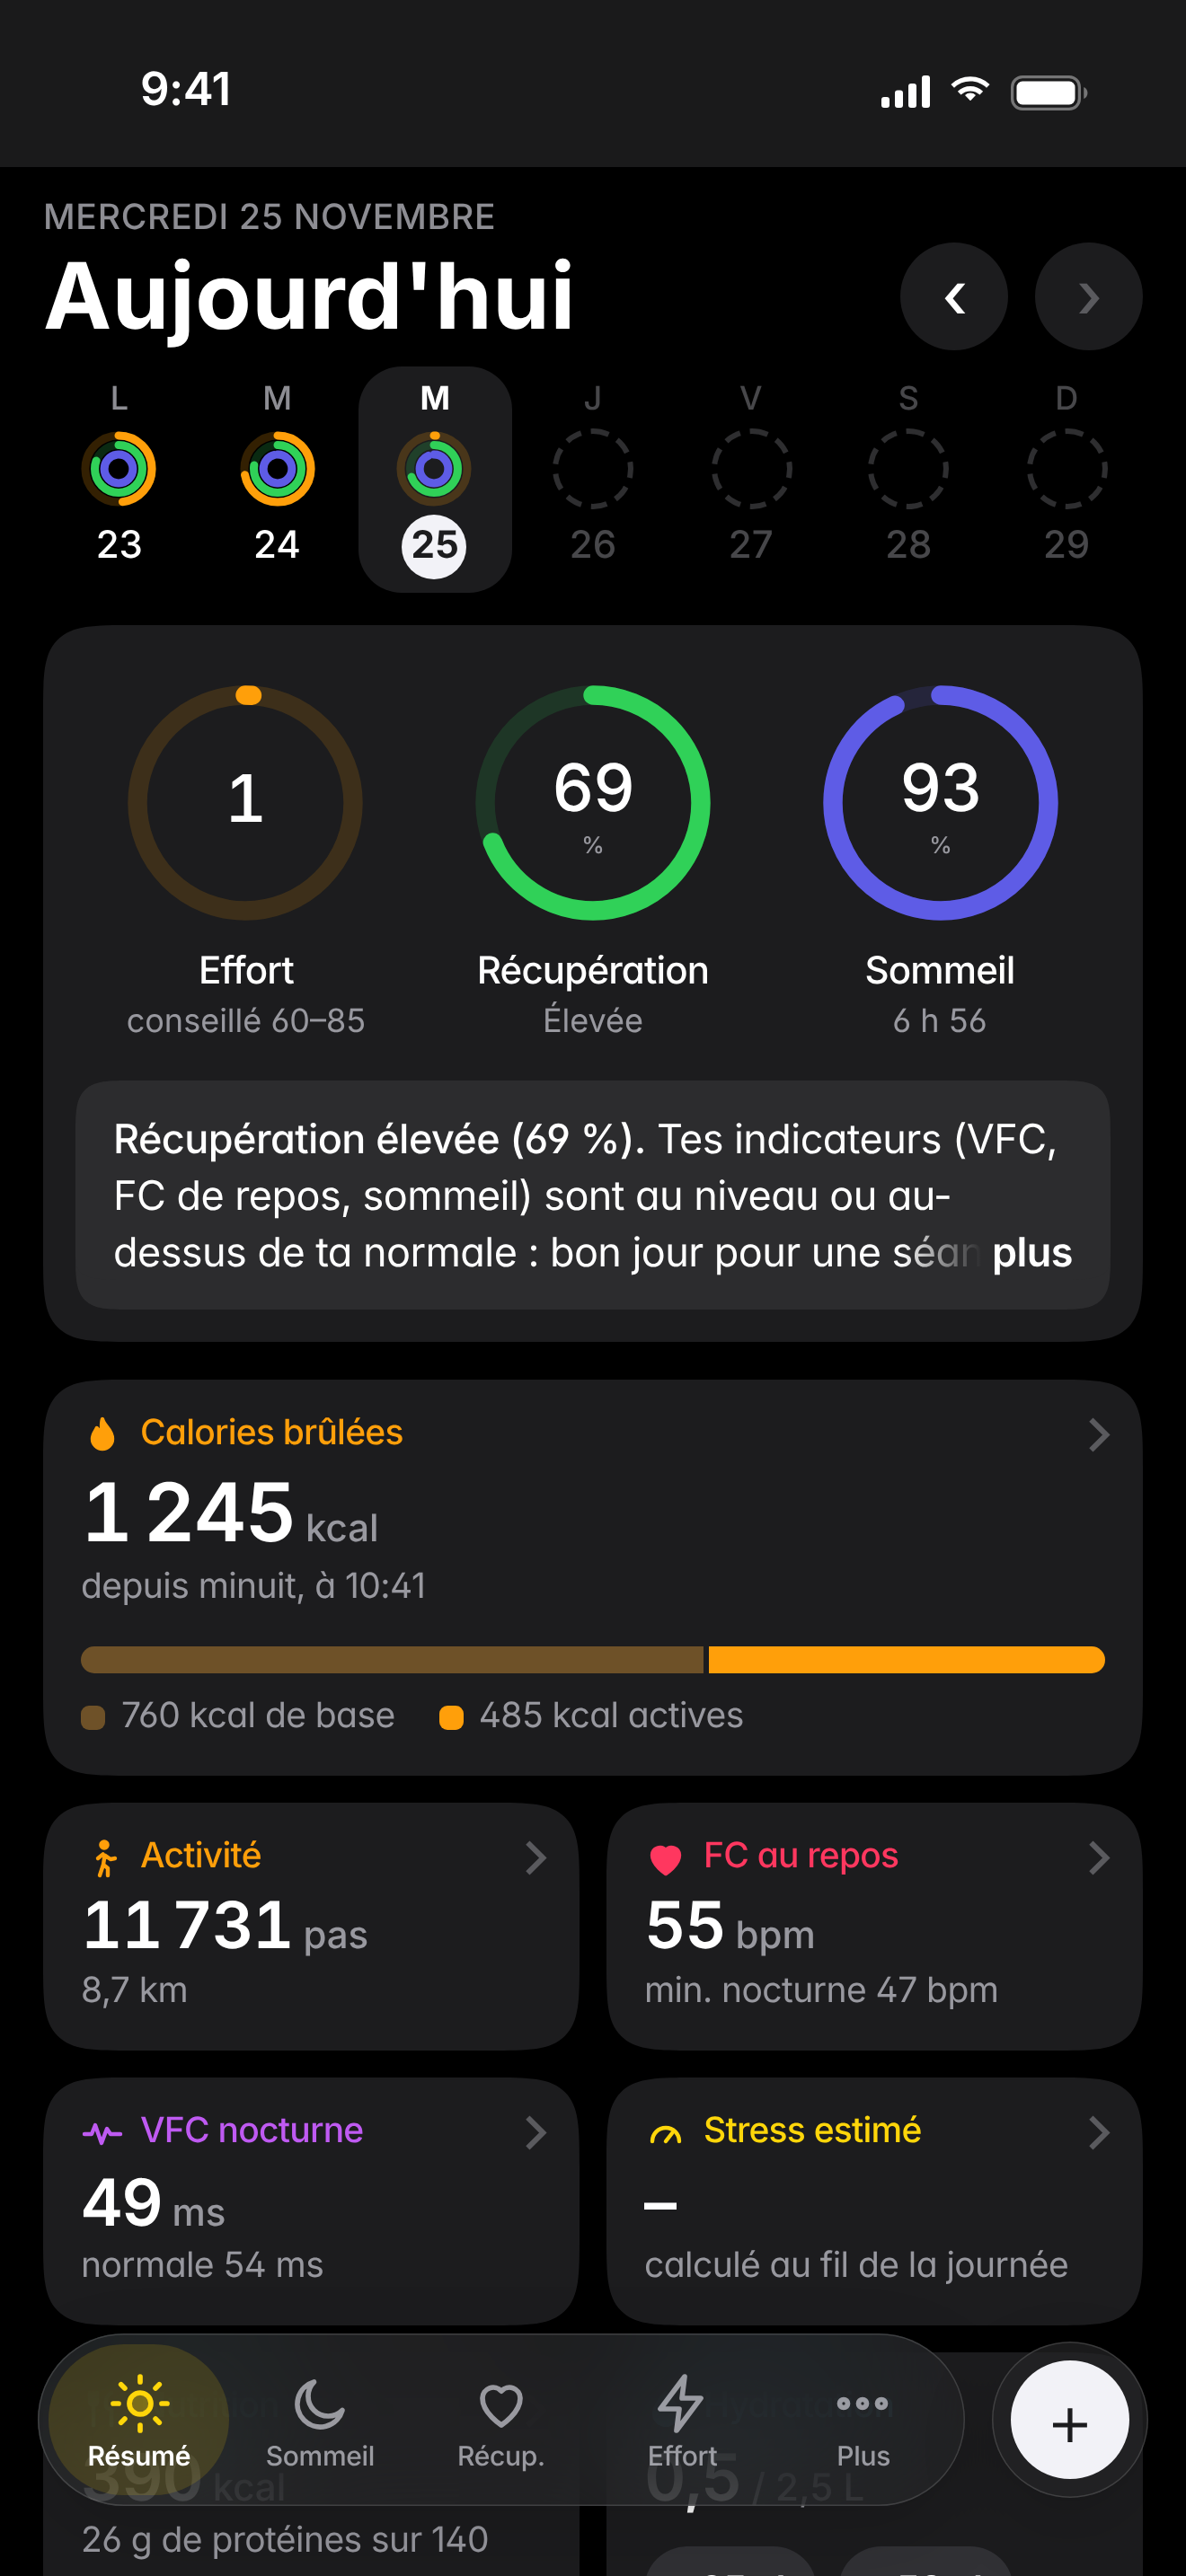 9:41
MERCREDI 25 NOVEMBRE
Aujourd'hui
L M M J V S D
23 24 25 26 27 28 29
1 69 % 93 %
Effort Récupération Sommeil
conseillé 60–85 Élevée 6 h 56
Récupération élevée (69 %). Tes indicateurs (VFC,
FC de repos, sommeil) sont au niveau ou au-
dessus de ta normale : bon jour pour une séan plus
Calories brûlées
1 245 kcal
depuis minuit, à 10:41
760 kcal de base 485 kcal actives
Activité
11 731 pas
8,7 km
FC au repos
55 bpm
min. nocturne 47 bpm
VFC nocturne
49 ms
normale 54 ms
Stress estimé
–
calculé au fil de la journée
Hydratation
Résumé Sommeil Récup. Effort Plus
+
390 kcal
0,5 / 2,5 L
26 g de protéines sur 140